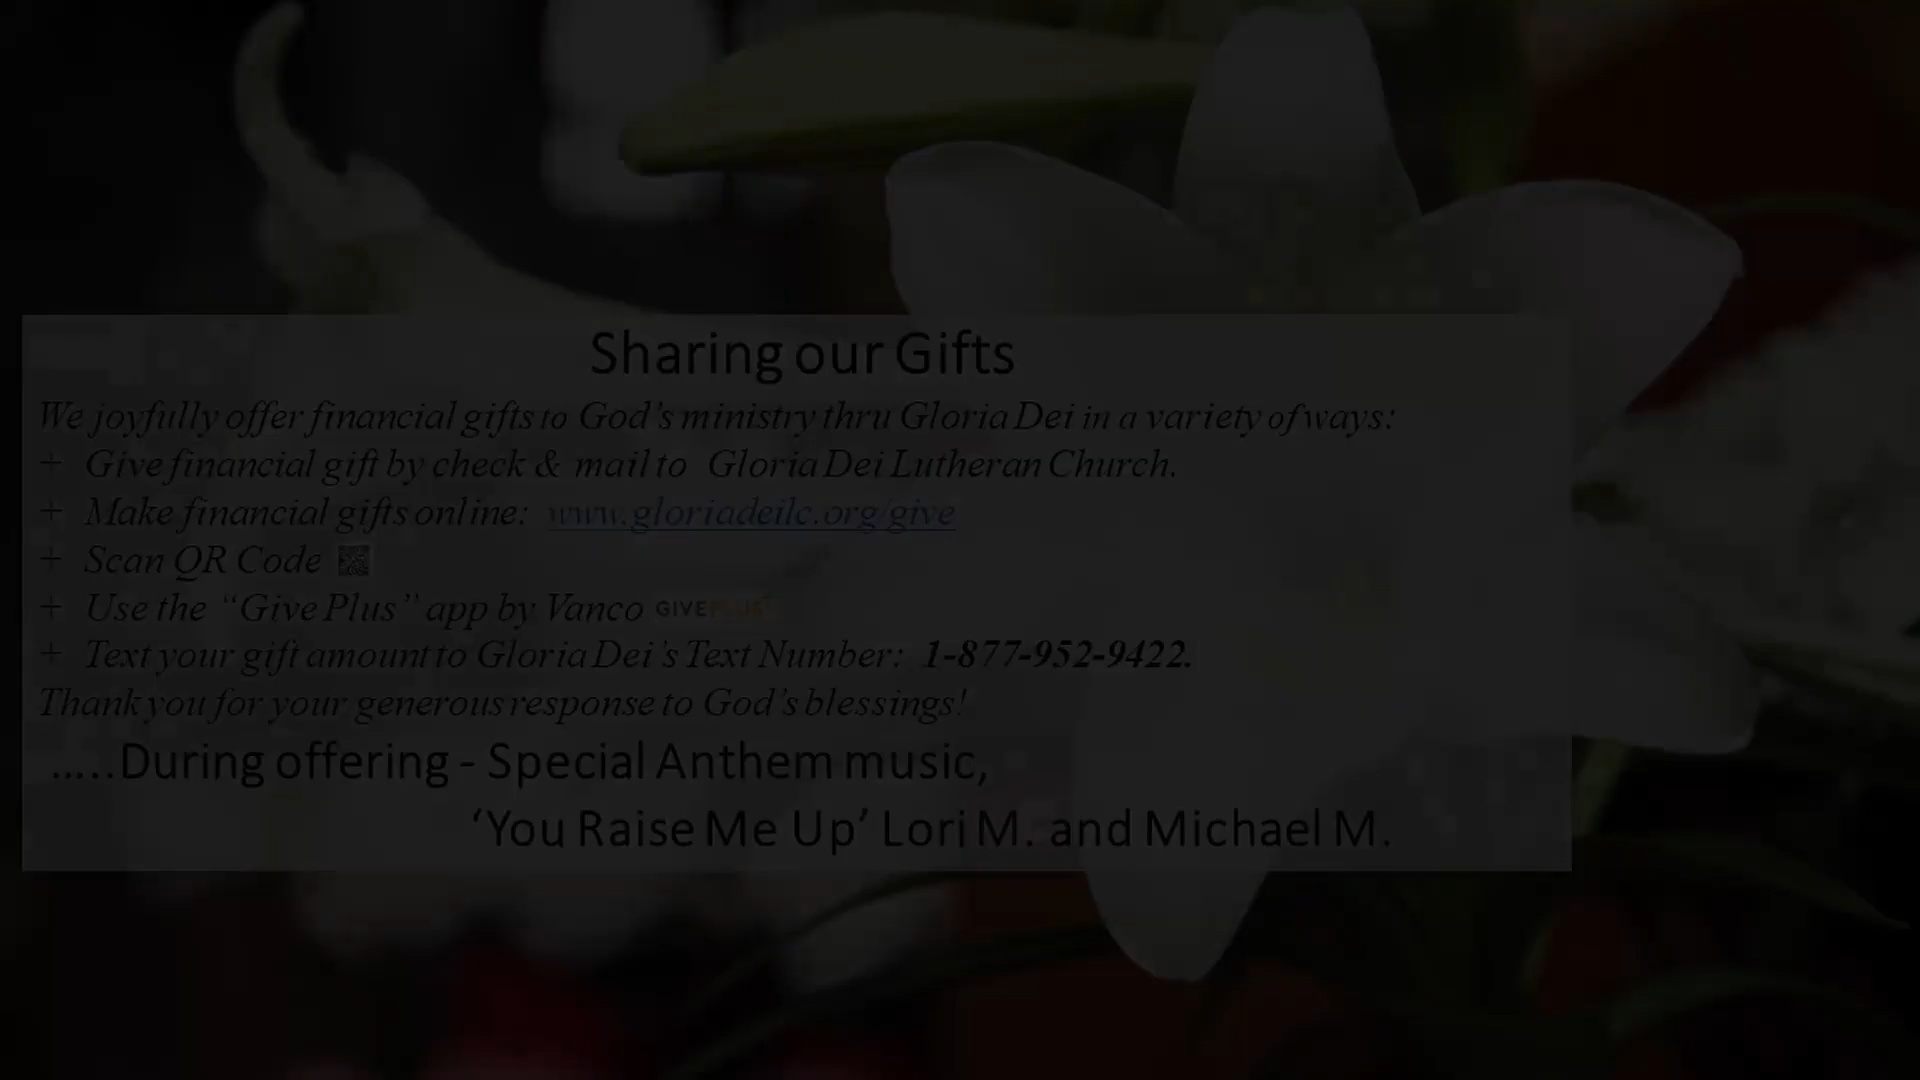 Sharing our Gifts
We joyfully offer financial gifts to God's ministry thru Gloria Dei in a variety of ways:
+ Give financial gift by check & mail to Gloria Dei Lutheran Church.
+ Make financial gifts online: www.gloriadeilc.org/give
+ Scan QR Code
+ Use the “Give Plus” app by Vanco GIVEPLUS
+ Text your gift amount to Gloria Dei's Text Number: 1-877-952-9422.
Thank you for your generous response to God's blessings!
…..During offering - Special Anthem music,
‘You Raise Me Up’ Lori M. and Michael M.